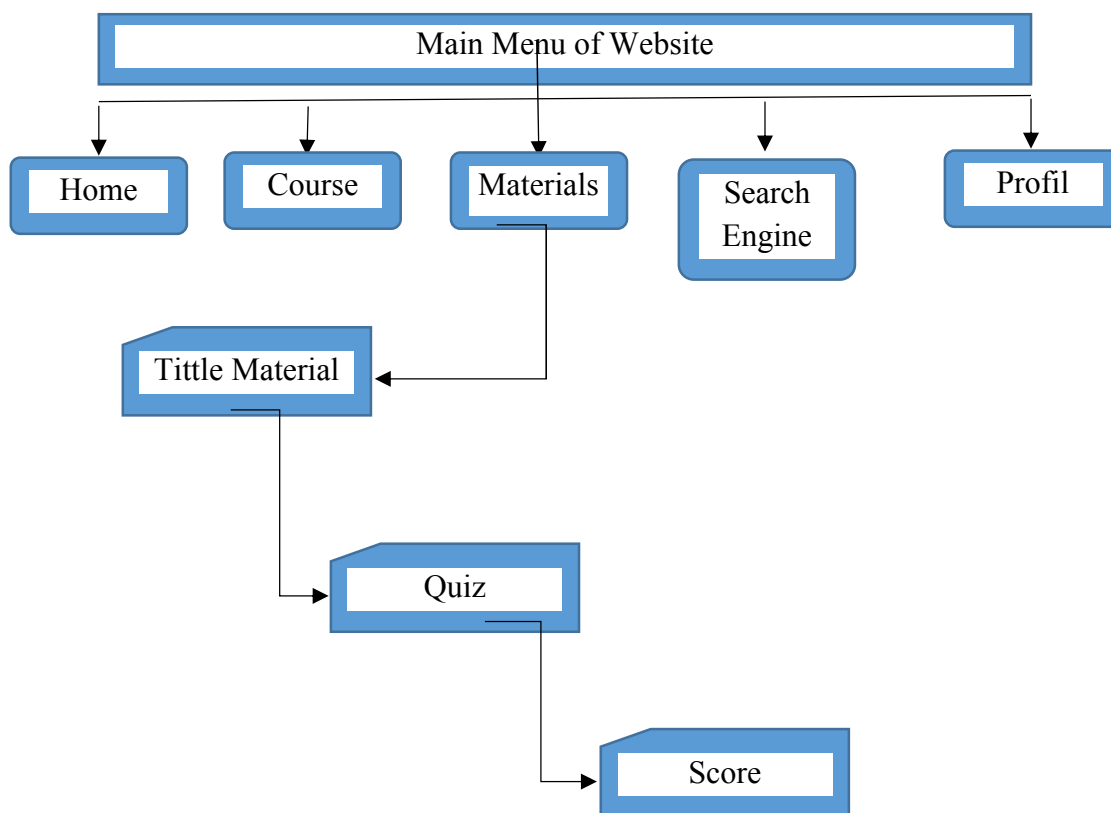 Main Menu of Website
Home
Course
Materials
Search
Engine
Profil
Tittle Material
Quiz
Score